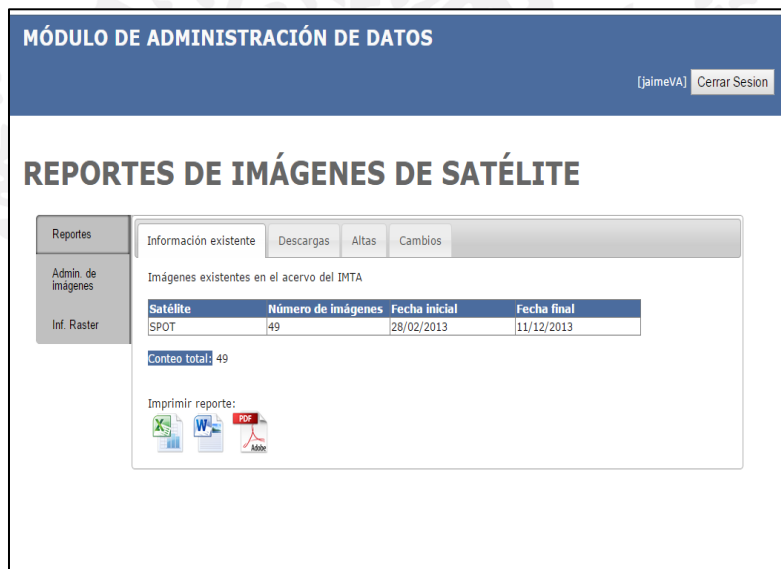 MÓDULO DE ADMINISTRACIÓN DE DATOS
[jaimeVA] Cerrar Sesion
REPORTES DE IMÁGENES DE SATÉLITE
Reportes
Admin. de
imágenes
Inf. Raster
Información existente Descargas Altas Cambios
Imágenes existentes en el acervo del IMTA
Satélite Número de imágenes Fecha inicial Fecha final
SPOT 49 28/02/2013 11/12/2013
Conteo total: 49
Imprimir reporte:
X W PDF
Adobe